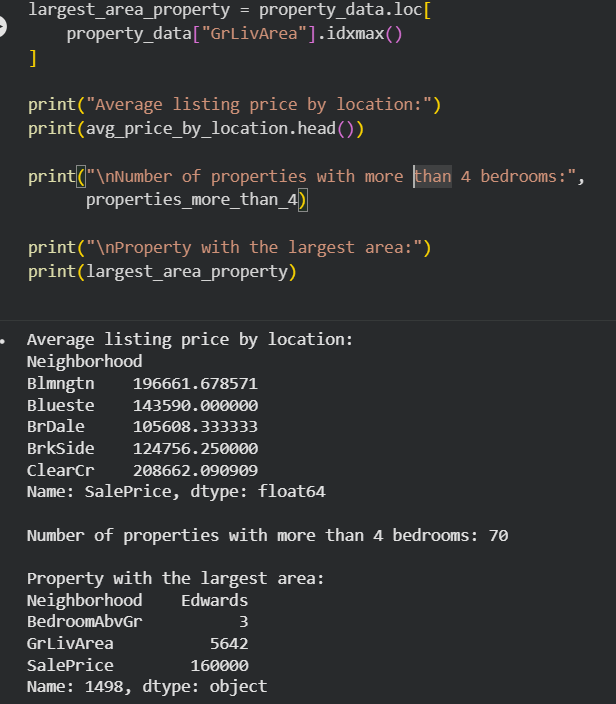 largest_area_property = property_data.loc[
    property_data["GrLivArea"].idxmax()
]
print("Average listing price by location:")
print(avg_price_by_location.head())
print("\nNumber of properties with more than 4 bedrooms:",
      properties_more_than_4)
print("\nProperty with the largest area:")
print(largest_area_property)
Average listing price by location:
Neighborhood
Blmngtn    196661.678571
Blueste    143590.000000
BrDale     105608.333333
BrkSide    124756.250000
ClearCr    208662.090909
Name: SalePrice, dtype: float64
Number of properties with more than 4 bedrooms: 70
Property with the largest area:
Neighborhood    Edwards
BedroomAbvGr          3
GrLivArea          5642
SalePrice        160000
Name: 1498, dtype: object